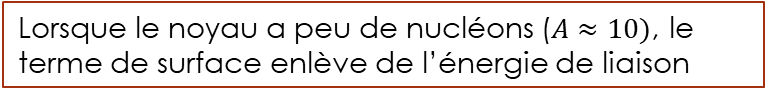 Lorsque le noyau a peu de nucléons (A ≈ 10), le
terme de surface enlève de l’énergie de liaison